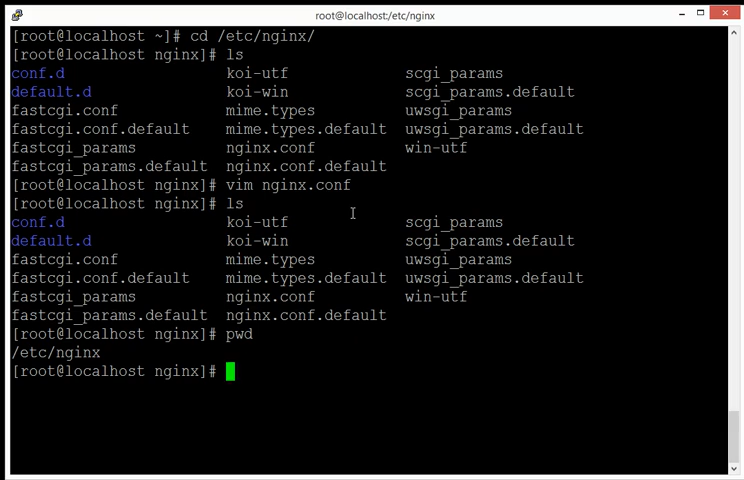 root@localhost:/etc/nginx
[root@localhost ~]# cd /etc/nginx/
[root@localhost nginx]# ls
conf.d koi-utf scgi_params
default.d koi-win scgi_params.default
fastcgi.conf mime.types uwsgi_params
fastcgi.conf.default mime.types.default uwsgi_params.default
fastcgi_params nginx.conf win-utf
fastcgi_params.default nginx.conf.default
[root@localhost nginx]# vim nginx.conf
[root@localhost nginx]# ls
conf.d koi-utf scgi_params
default.d koi-win scgi_params.default
fastcgi.conf mime.types uwsgi_params
fastcgi.conf.default mime.types.default uwsgi_params.default
fastcgi_params nginx.conf win-utf
fastcgi_params.default nginx.conf.default
[root@localhost nginx]# pwd
/etc/nginx
[root@localhost nginx]#